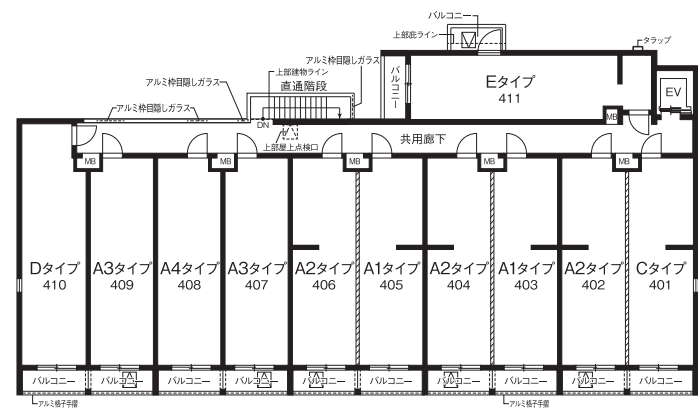 バルコニー
上部庇ライン
タラップ
アルミ枠目隠しガラス
上部建物ライン
直通階段
アルミ枠目隠しガラス
アルミ枠目隠しガラス
バルコニー
Eタイプ
411
EV
MB
DN
上部屋上点検口
共用廊下
MB
MB
MB
MB
MB
Dタイプ
410
A3タイプ
409
A4タイプ
408
A3タイプ
407
A2タイプ
406
A1タイプ
405
A2タイプ
404
A1タイプ
403
A2タイプ
402
Cタイプ
401
バルコニー
バルコニー
バルコニー
バルコニー
バルコニー
バルコニー
バルコニー
バルコニー
バルコニー
バルコニー
アルミ格子手摺
アルミ格子手摺